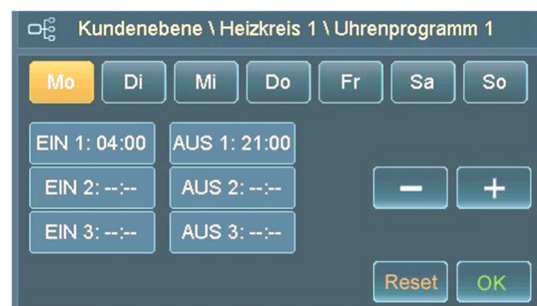 Kundenebene \ Heizkreis 1 \ Uhrenprogramm 1
Mo Di Mi Do Fr Sa So
EIN 1: 04:00 AUS 1: 21:00
EIN 2: --:-- AUS 2: --:--
− +
EIN 3: --:-- AUS 3: --:--
Reset OK